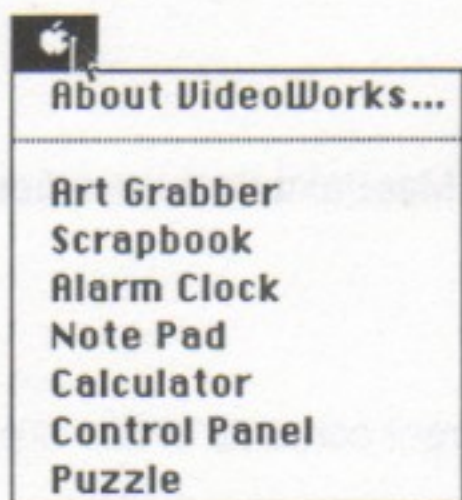 About VideoWorks...
Art Grabber
Scrapbook
Alarm Clock
Note Pad
Calculator
Control Panel
Puzzle